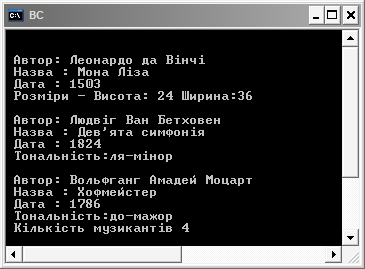 BC
Автор: Леонардо да Вінчі
Назва : Мона Ліза
Дата : 1503
Розміри - Висота: 24 Ширина:36
Автор: Людвіг Ван Бетховен
Назва : Дев'ята симфонія
Дата : 1824
Тональність:ля-мінор
Автор: Вольфганг Амадей Моцарт
Назва : Хофмейстер
Дата : 1786
Тональність:до-мажор
Кількість музикантів 4